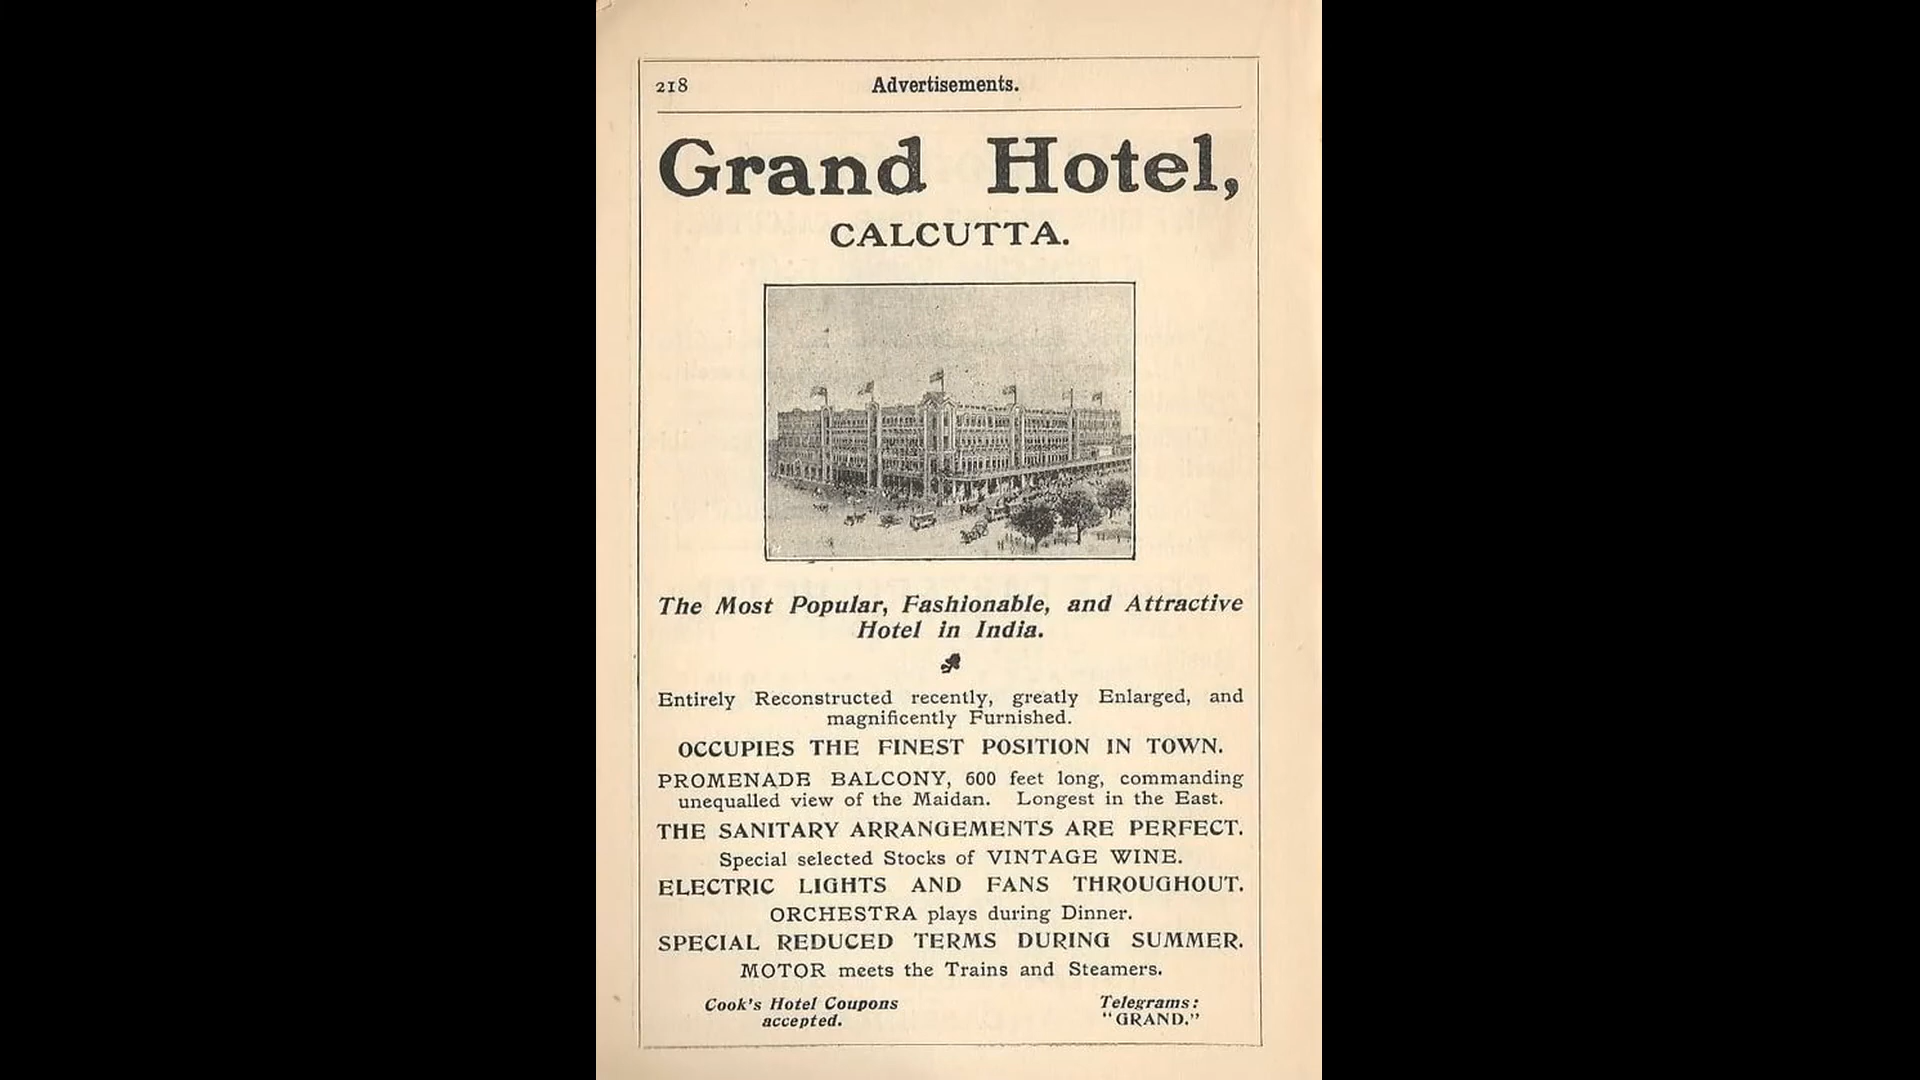 218
Advertisements.
Grand Hotel,
CALCUTTA.
The Most Popular, Fashionable, and Attractive
Hotel in India.
Entirely Reconstructed recently, greatly Enlarged, and
magnificently Furnished.
OCCUPIES THE FINEST POSITION IN TOWN.
PROMENADE BALCONY, 600 feet long, commanding
unequalled view of the Maidan. Longest in the East.
THE SANITARY ARRANGEMENTS ARE PERFECT.
Special selected Stocks of VINTAGE WINE.
ELECTRIC LIGHTS AND FANS THROUGHOUT.
ORCHESTRA plays during Dinner.
SPECIAL REDUCED TERMS DURING SUMMER.
MOTOR meets the Trains and Steamers.
Cook's Hotel Coupons
accepted.
Telegrams:
"GRAND."